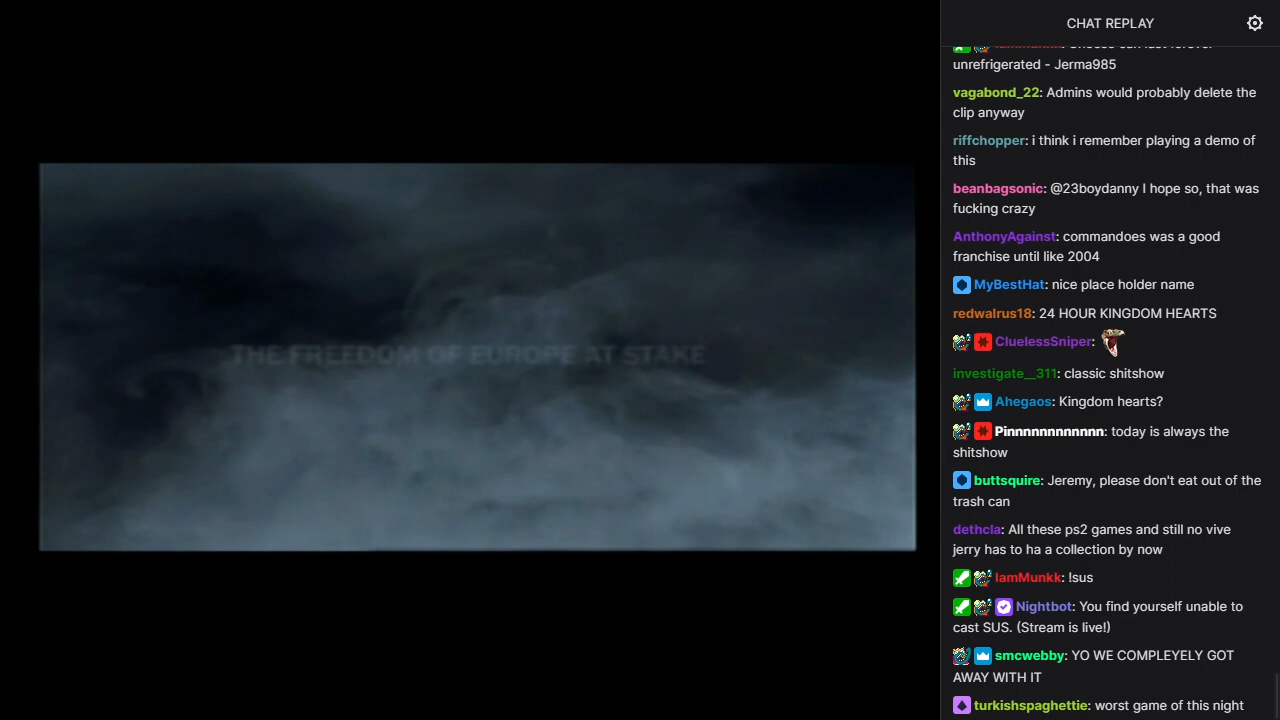 THE FREEDOM OF EUROPE AT STAKE
CHAT REPLAY
unrefrigerated - Jerma985
vagabond_22: Admins would probably delete the
clip anyway
riffchopper: i think i remember playing a demo of
this
beanbagsonic: @23boydanny I hope so, that was
fucking crazy
AnthonyAgainst: commandoes was a good
franchise until like 2004
MyBestHat: nice place holder name
redwalrus18: 24 HOUR KINGDOM HEARTS
CluelessSniper:
investigate__311: classic shitshow
Ahegaos: Kingdom hearts?
Pinnnnnnnnnnnn: today is always the
shitshow
buttsquire: Jeremy, please don't eat out of the
trash can
dethcla: All these ps2 games and still no vive
jerry has to ha a collection by now
IamMunkk: !sus
Nightbot: You find yourself unable to
cast SUS. (Stream is live!)
smcwebby: YO WE COMPLEYELY GOT
AWAY WITH IT
turkishspaghettie: worst game of this night